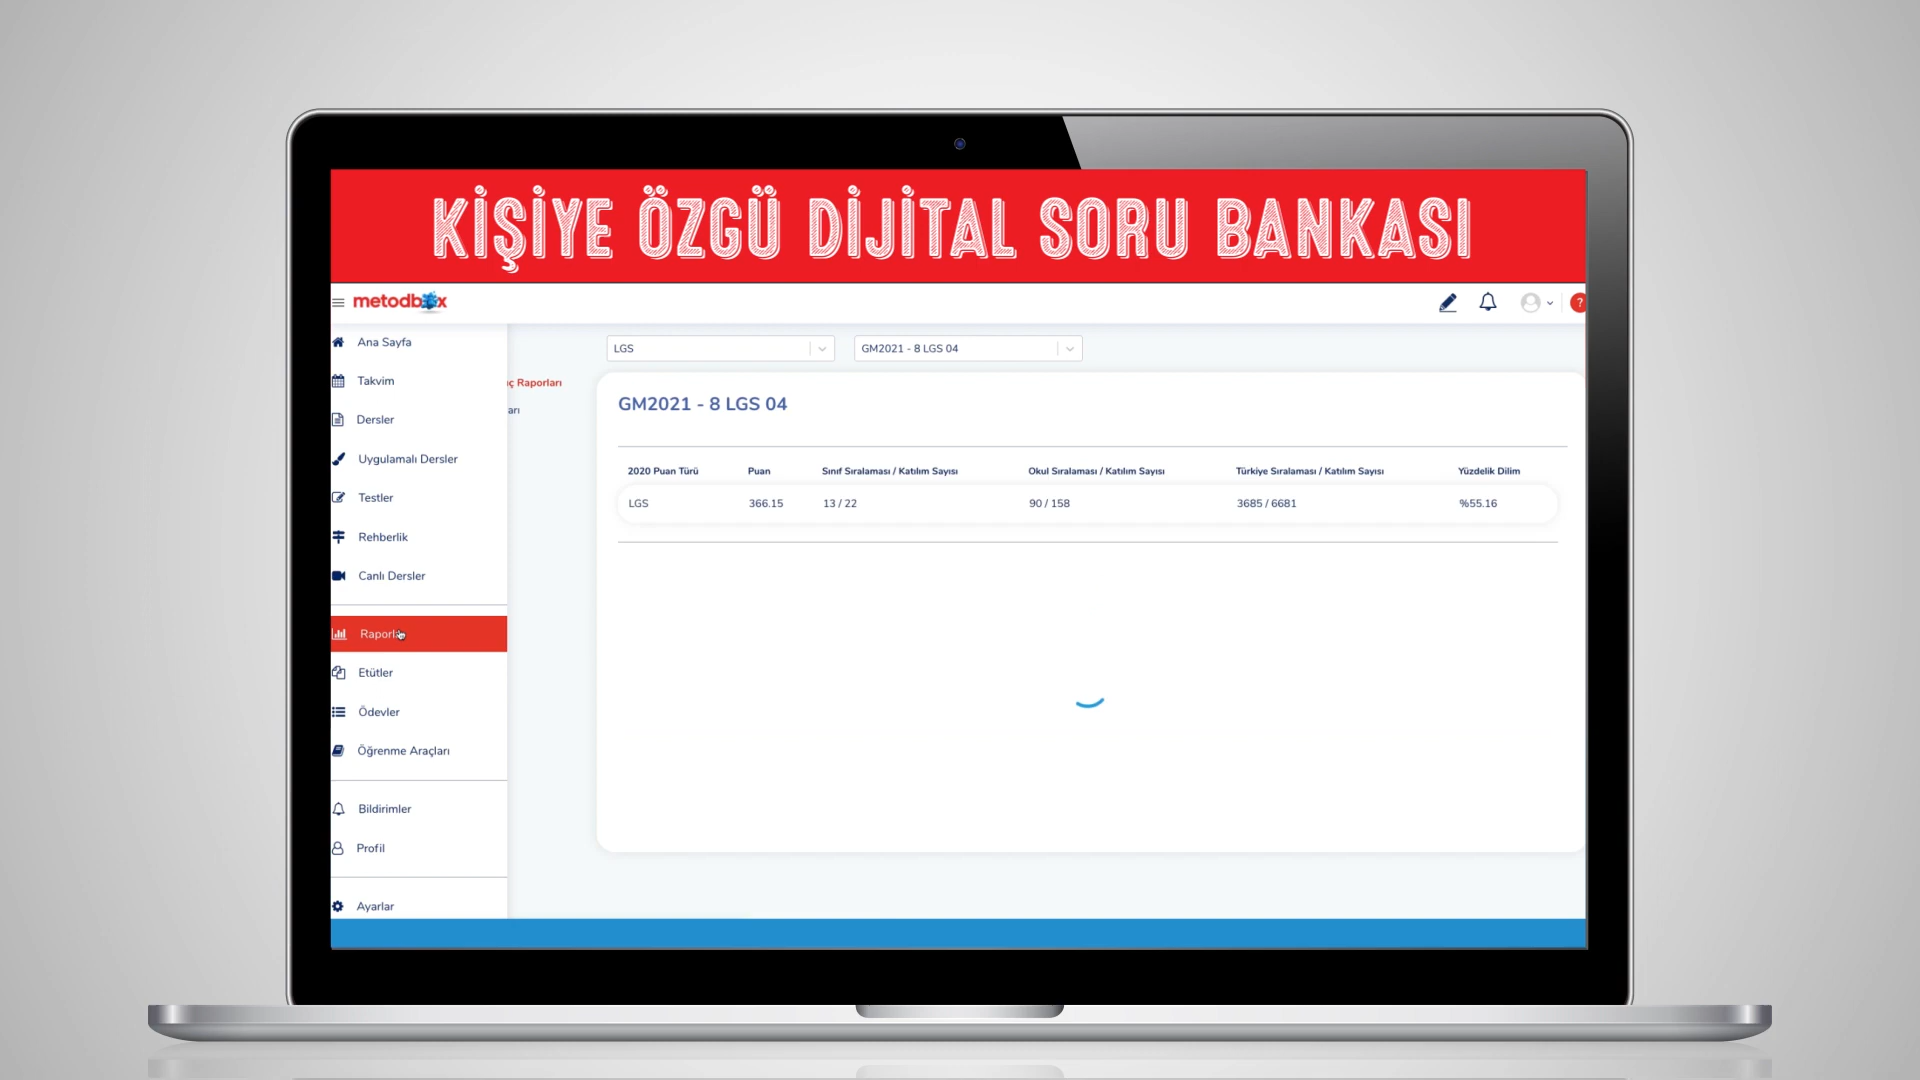 KİŞİYE ÖZGÜ DİJİTAL SORU BANKASI
metodbox
?
Ana Sayfa
Takvim
Dersler
Uygulamalı Dersler
Testler
Rehberlik
Canlı Dersler
Etütler
Ödevler
Öğrenme Araçları
Bildirimler
Profil
Ayarlar
Raporları
LGS
GM2021 - 8 LGS 04
GM2021 - 8 LGS 04
2020 Puan Türü Puan Sınıf Sıralaması / Katılım Sayısı Okul Sıralaması / Katılım Sayısı Türkiye Sıralaması / Katılım Sayısı Yüzdelik Dilim
LGS 366.15 13 / 22 90 / 158 3685 / 6681 %55.16